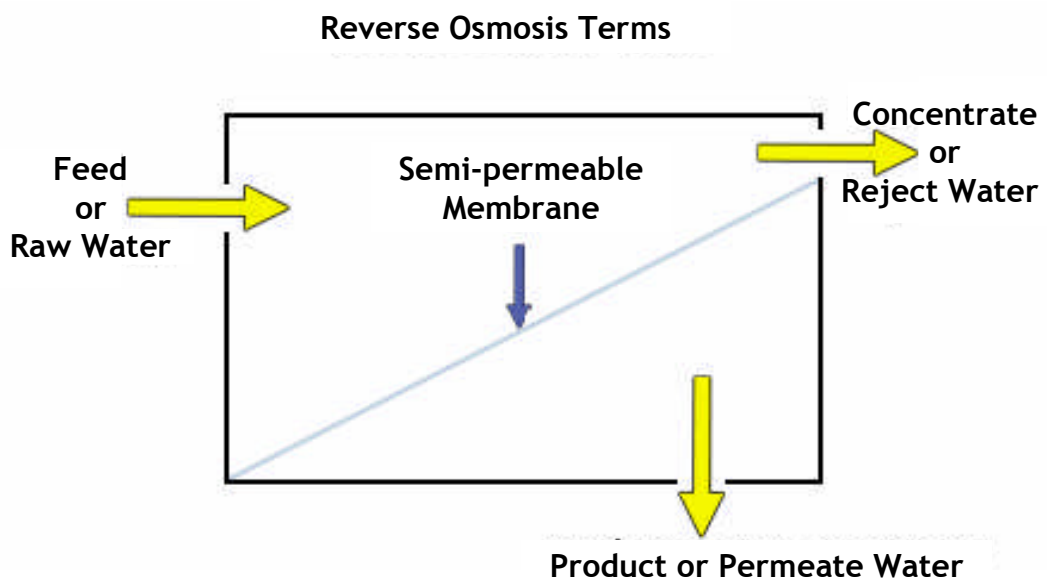 Reverse Osmosis Terms
Concentrate
or
Reject Water
Feed
or
Raw Water
Semi-permeable
Membrane
Product or Permeate Water